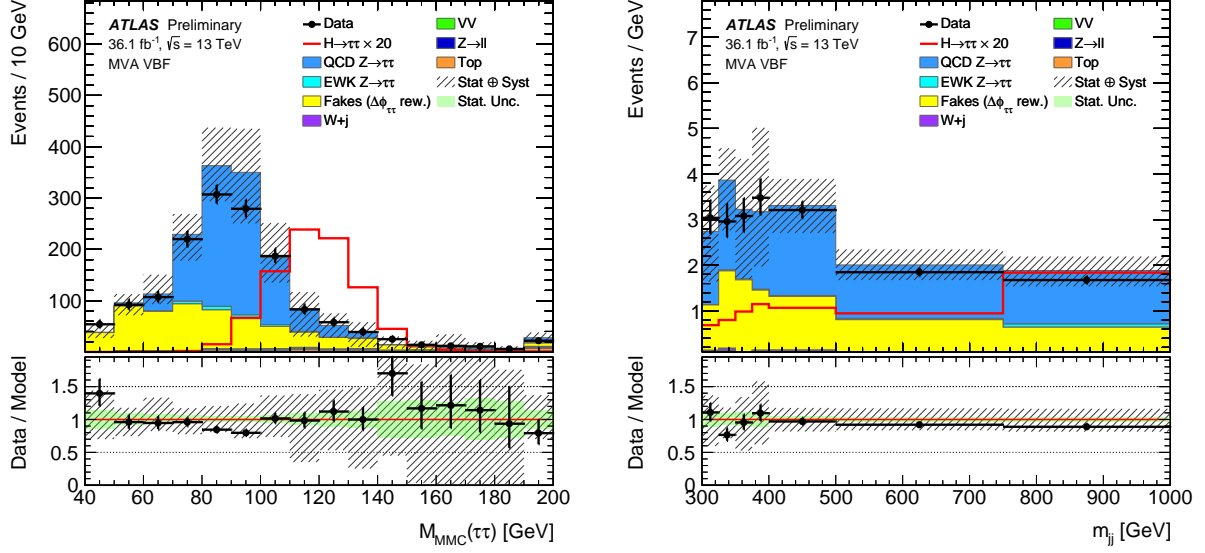 ATLAS Preliminary
36.1 fb⁻¹, √s = 13 TeV
MVA VBF
Data
H→ττ × 20
QCD Z→ττ
EWK Z→ττ
Fakes (Δϕττ rew.)
W+j
VV
Z→ll
Top
Stat ⊕ Syst
Stat. Unc.
Events / 10 GeV
600
500
400
300
200
100
Data / Model
1.5
1
0.5
0
40 60 80 100 120 140 160 180 200
M_MMC(ττ) [GeV]
ATLAS Preliminary
36.1 fb⁻¹, √s = 13 TeV
MVA VBF
Data
H→ττ × 20
QCD Z→ττ
EWK Z→ττ
Fakes (Δϕττ rew.)
W+j
VV
Z→ll
Top
Stat ⊕ Syst
Stat. Unc.
Events / GeV
7
6
5
4
3
2
1
Data / Model
1.5
1
0.5
0
300 400 500 600 700 800 900 1000
m_jj [GeV]